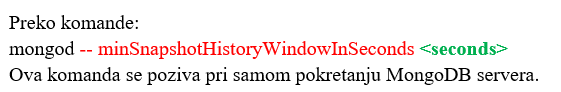 Preko komande:
mongod -- minSnapshotHistoryWindowInSeconds <seconds>
Ova komanda se poziva pri samom pokretanju MongoDB servera.